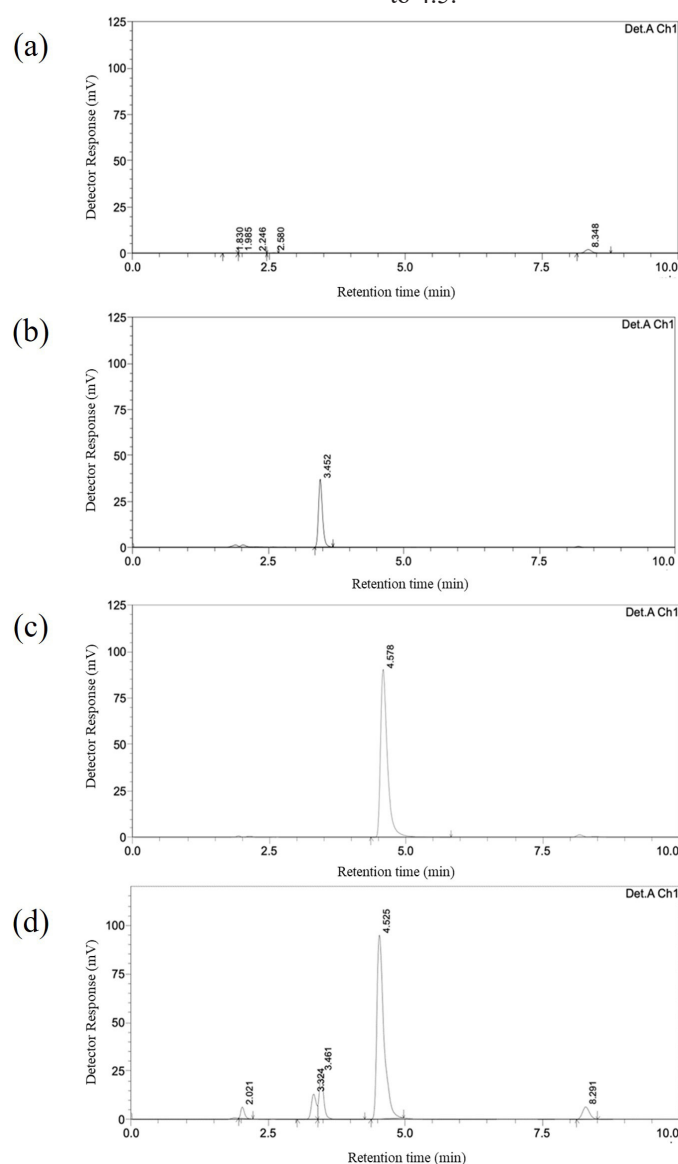 to 4.5.
(a)
Det.A Ch1
Detector Response (mV)
125
100
75
50
25
0
1.830
1.985
2.246
2.580
8.348
0.0 2.5 5.0 7.5 10.0
Retention time (min)
(b)
Det.A Ch1
Detector Response (mV)
125
100
75
50
25
0
3.452
0.0 2.5 5.0 7.5 10.0
Retention time (min)
(c)
Det.A Ch1
Detector Response (mV)
125
100
75
50
25
0
4.578
0.0 2.5 5.0 7.5 10.0
Retention time (min)
(d)
Det.A Ch1
Detector Response (mV)
100
75
50
25
0
2.021
3.324
3.461
4.525
8.291
0.0 2.5 5.0 7.5 10.0
Retention time (min)